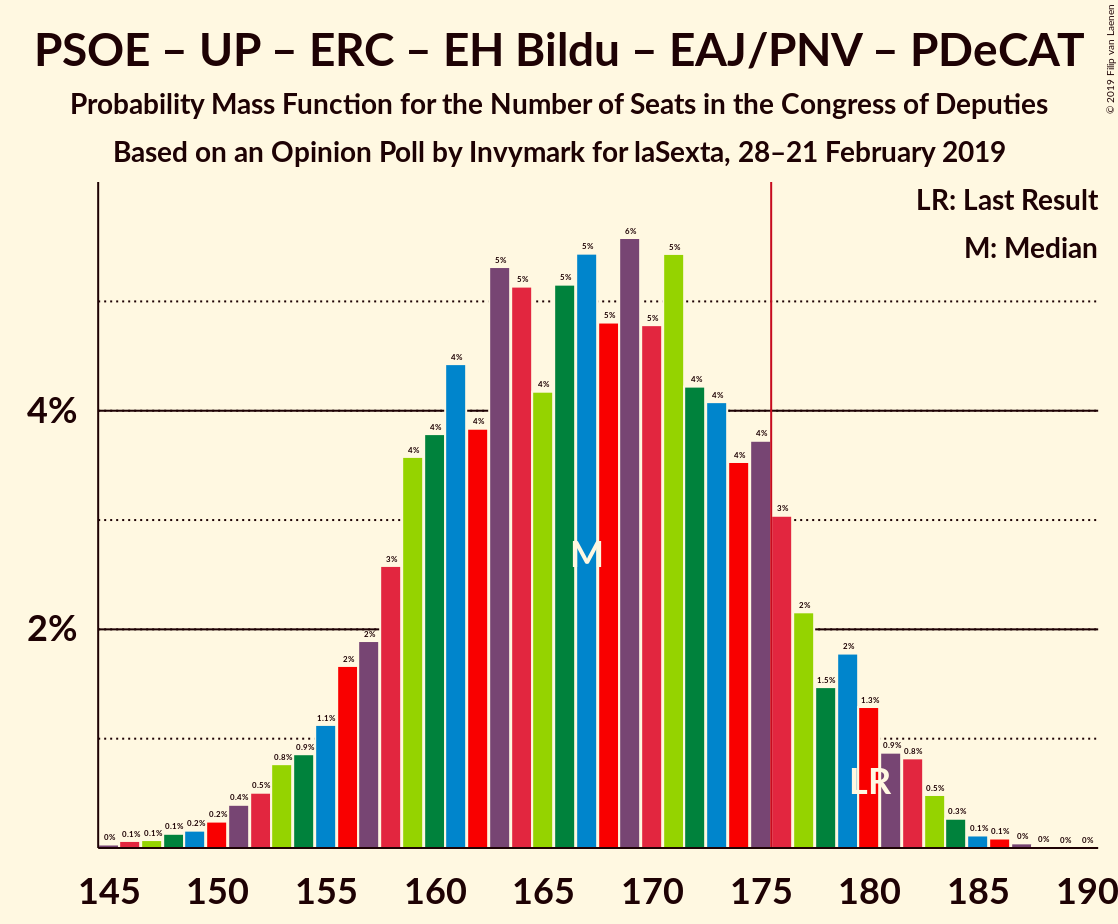 PSOE – UP – ERC – EH Bildu – EAJ/PNV – PDeCAT
Probability Mass Function for the Number of Seats in the Congress of Deputies
Based on an Opinion Poll by Invymark for laSexta, 28–21 February 2019
© 2019 Filip van Laenen
LR: Last Result
M: Median
4%
2%
0% 0.1% 0.1% 0.1% 0.2% 0.2% 0.4% 0.5% 0.8% 0.9% 1.1% 2% 2% 3% 4% 4% 4% 4% 5% 5% 4% 5% 5% 5% 6% 5% 5% 4% 4% 4% 4% 3% 2% 1.5% 2% 1.3% 0.9% 0.8% 0.5% 0.3% 0.1% 0.1% 0% 0% 0% 0%
M
LR
145 150 155 160 165 170 175 180 185 190